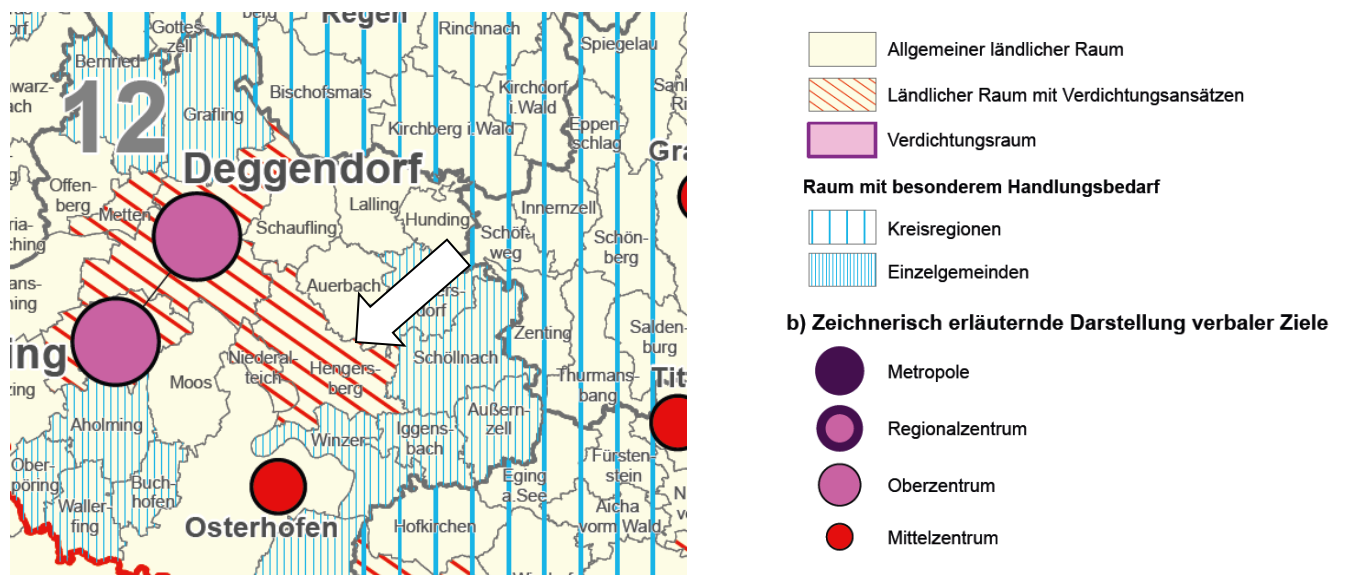 Gottes-
zell
Regen
Rinchnach
Spiegelau
Bernried
12
Grafling
Bischofsmais
Kirchdorf
i.Wald
Kirchberg i.Wald
Eppen-
schlag
Deggendorf
Offen-
berg
Metten
Schaufling
Lalling
Hunding
Innernzell
Schöf-
weg
Schön-
berg
Auerbach
Zenting
Salden-
burg
Schöllnach
Niederal-
teich
Hengers-
berg
Moos
Thurmans-
bang
Aholming
Winzer
Iggens-
bach
Außern-
zell
Ober-
pöring
Buch-
hofen
Waller-
fing
Osterhofen
Eging
a.See
Fürsten-
stein
Hofkirchen
Aicha
vorm Wald
Allgemeiner ländlicher Raum
Ländlicher Raum mit Verdichtungsansätzen
Verdichtungsraum
Raum mit besonderem Handlungsbedarf
Kreisregionen
Einzelgemeinden
b) Zeichnerisch erläuternde Darstellung verbaler Ziele
Metropole
Regionalzentrum
Oberzentrum
Mittelzentrum